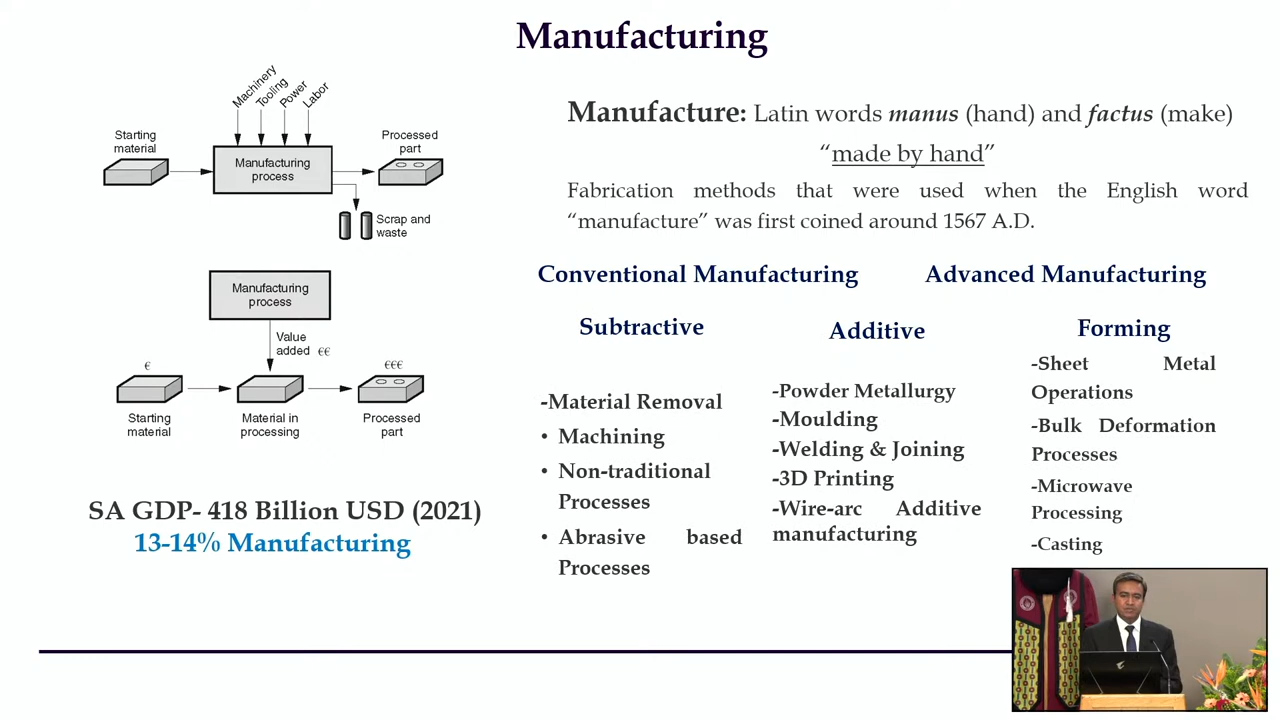 Manufacturing
Machinery
Tooling
Power
Labor
Starting
material
Manufacturing
process
Processed
part
Scrap and
waste
Manufacturing
process
Value
added €€
€
€€€
Starting
material
Material in
processing
Processed
part
SA GDP- 418 Billion USD (2021)
13-14% Manufacturing
Manufacture: Latin words manus (hand) and factus (make)
“made by hand”
Fabrication methods that were used when the English word
“manufacture” was first coined around 1567 A.D.
Conventional Manufacturing
Advanced Manufacturing
Subtractive
-Material Removal
• Machining
• Non-traditional
Processes
• Abrasive based
Processes
Additive
-Powder Metallurgy
-Moulding
-Welding & Joining
-3D Printing
-Wire-arc Additive
manufacturing
Forming
-Sheet Metal
Operations
-Bulk Deformation
Processes
-Microwave
Processing
-Casting